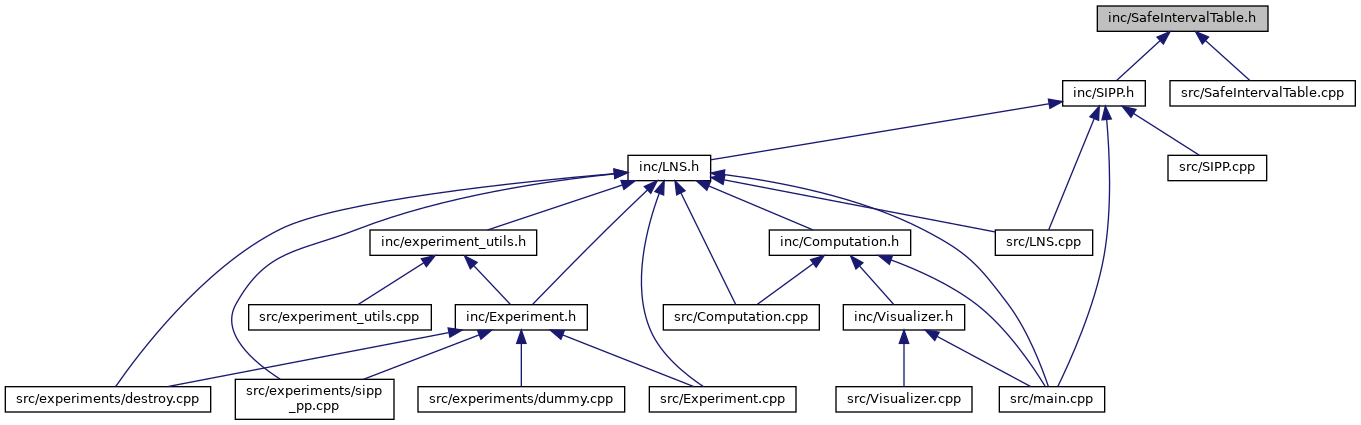 inc/SafeIntervalTable.h
inc/SIPP.h
src/SafeIntervalTable.cpp
inc/LNS.h
src/SIPP.cpp
inc/experiment_utils.h
inc/Computation.h
src/LNS.cpp
src/experiment_utils.cpp
inc/Experiment.h
src/Computation.cpp
inc/Visualizer.h
src/experiments/destroy.cpp
src/experiments/sipp
_pp.cpp
src/experiments/dummy.cpp
src/Experiment.cpp
src/Visualizer.cpp
src/main.cpp